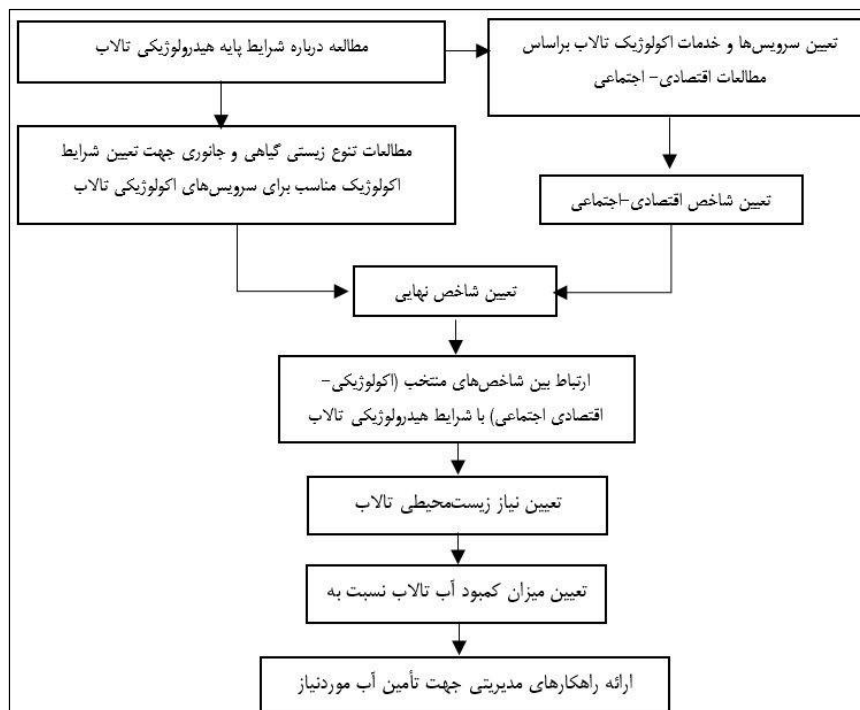 مطالعه درباره شرایط پایه هیدرولوژیکی تالاب
تعیین سرویس‌ها و خدمات اکولوژیک تالاب براساس
مطالعات اقتصادی- اجتماعی
مطالعات تنوع زیستی گیاهی و جانوری جهت تعیین شرایط
اکولوژیک مناسب برای سرویس‌های اکولوژیکی تالاب
تعیین شاخص اقتصادی-اجتماعی
تعیین شاخص نهایی
ارتباط بین شاخص‌های منتخب (اکولوژیکی-
اقتصادی اجتماعی) با شرایط هیدرولوژیکی تالاب
تعیین نیاز زیست‌محیطی تالاب
تعیین میزان کمبود آب تالاب نسبت به
ارائه راهکارهای مدیریتی جهت تأمین آب موردنیاز